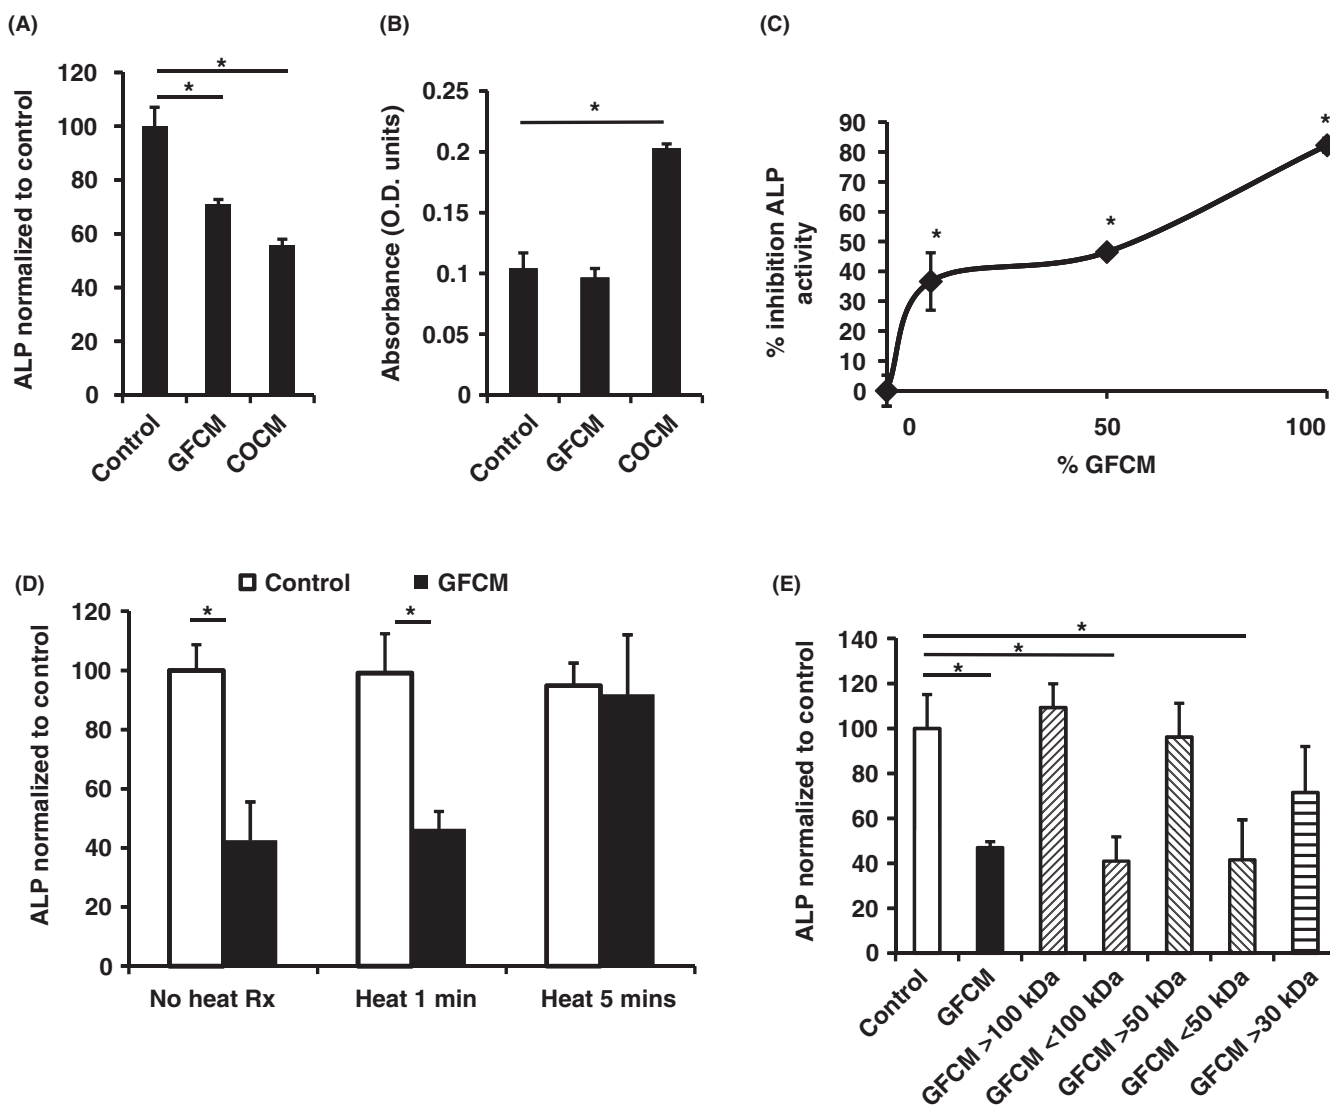 (A)
ALP normalized to control
120
100
80
60
40
20
0
*
*
Control
GFCM
COCM
(B)
Absorbance (O.D. units)
0.25
0.2
0.15
0.1
0.05
0
*
Control
GFCM
COCM
(C)
% inhibition ALP
activity
90
80
70
60
50
40
30
20
10
0
*
*
*
0
50
100
% GFCM
(D)
Control
GFCM
ALP normalized to control
120
100
80
60
40
20
0
*
*
No heat Rx
Heat 1 min
Heat 5 mins
(E)
ALP normalized to control
140
120
100
80
60
40
20
0
*
*
*
Control
GFCM
GFCM >100 kDa
GFCM <100 kDa
GFCM >50 kDa
GFCM <50 kDa
GFCM >30 kDa